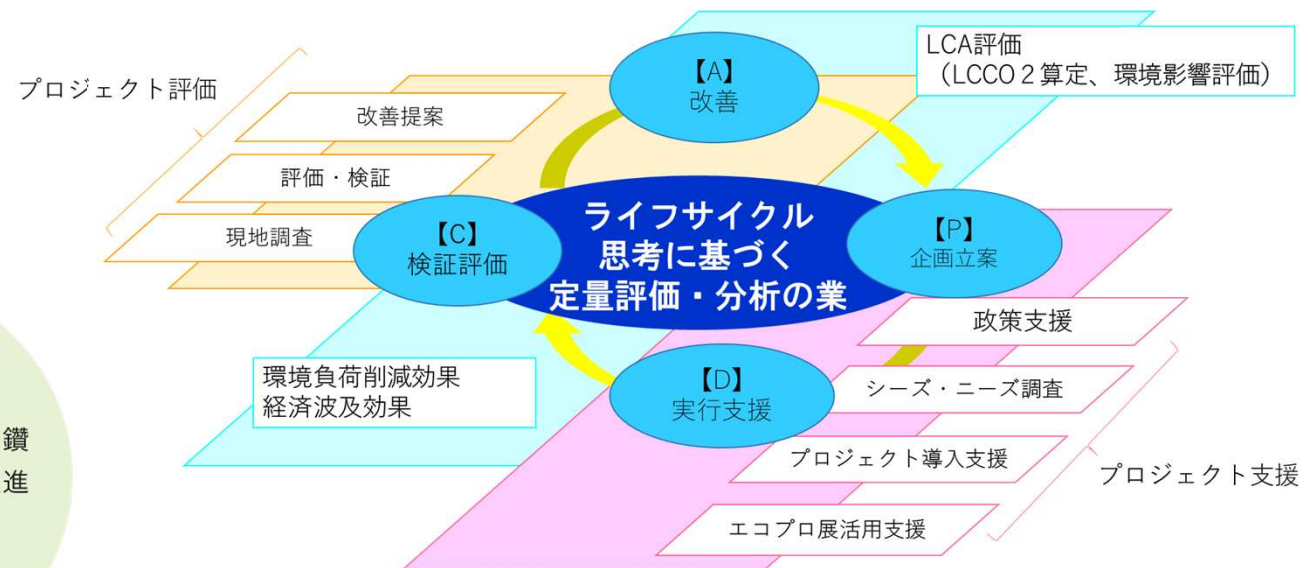 プロジェクト評価
改善提案
評価・検証
現地調査
【A】
改善
LCA評価
（LCCO２算定、環境影響評価）
【C】
検証評価
ライフサイクル
思考に基づく
定量評価・分析の業
【P】
企画立案
政策支援
シーズ・ニーズ調査
プロジェクト導入支援
エコプロ展活用支援
プロジェクト支援
【D】
実行支援
環境負荷削減効果
経済波及効果
鑽
進